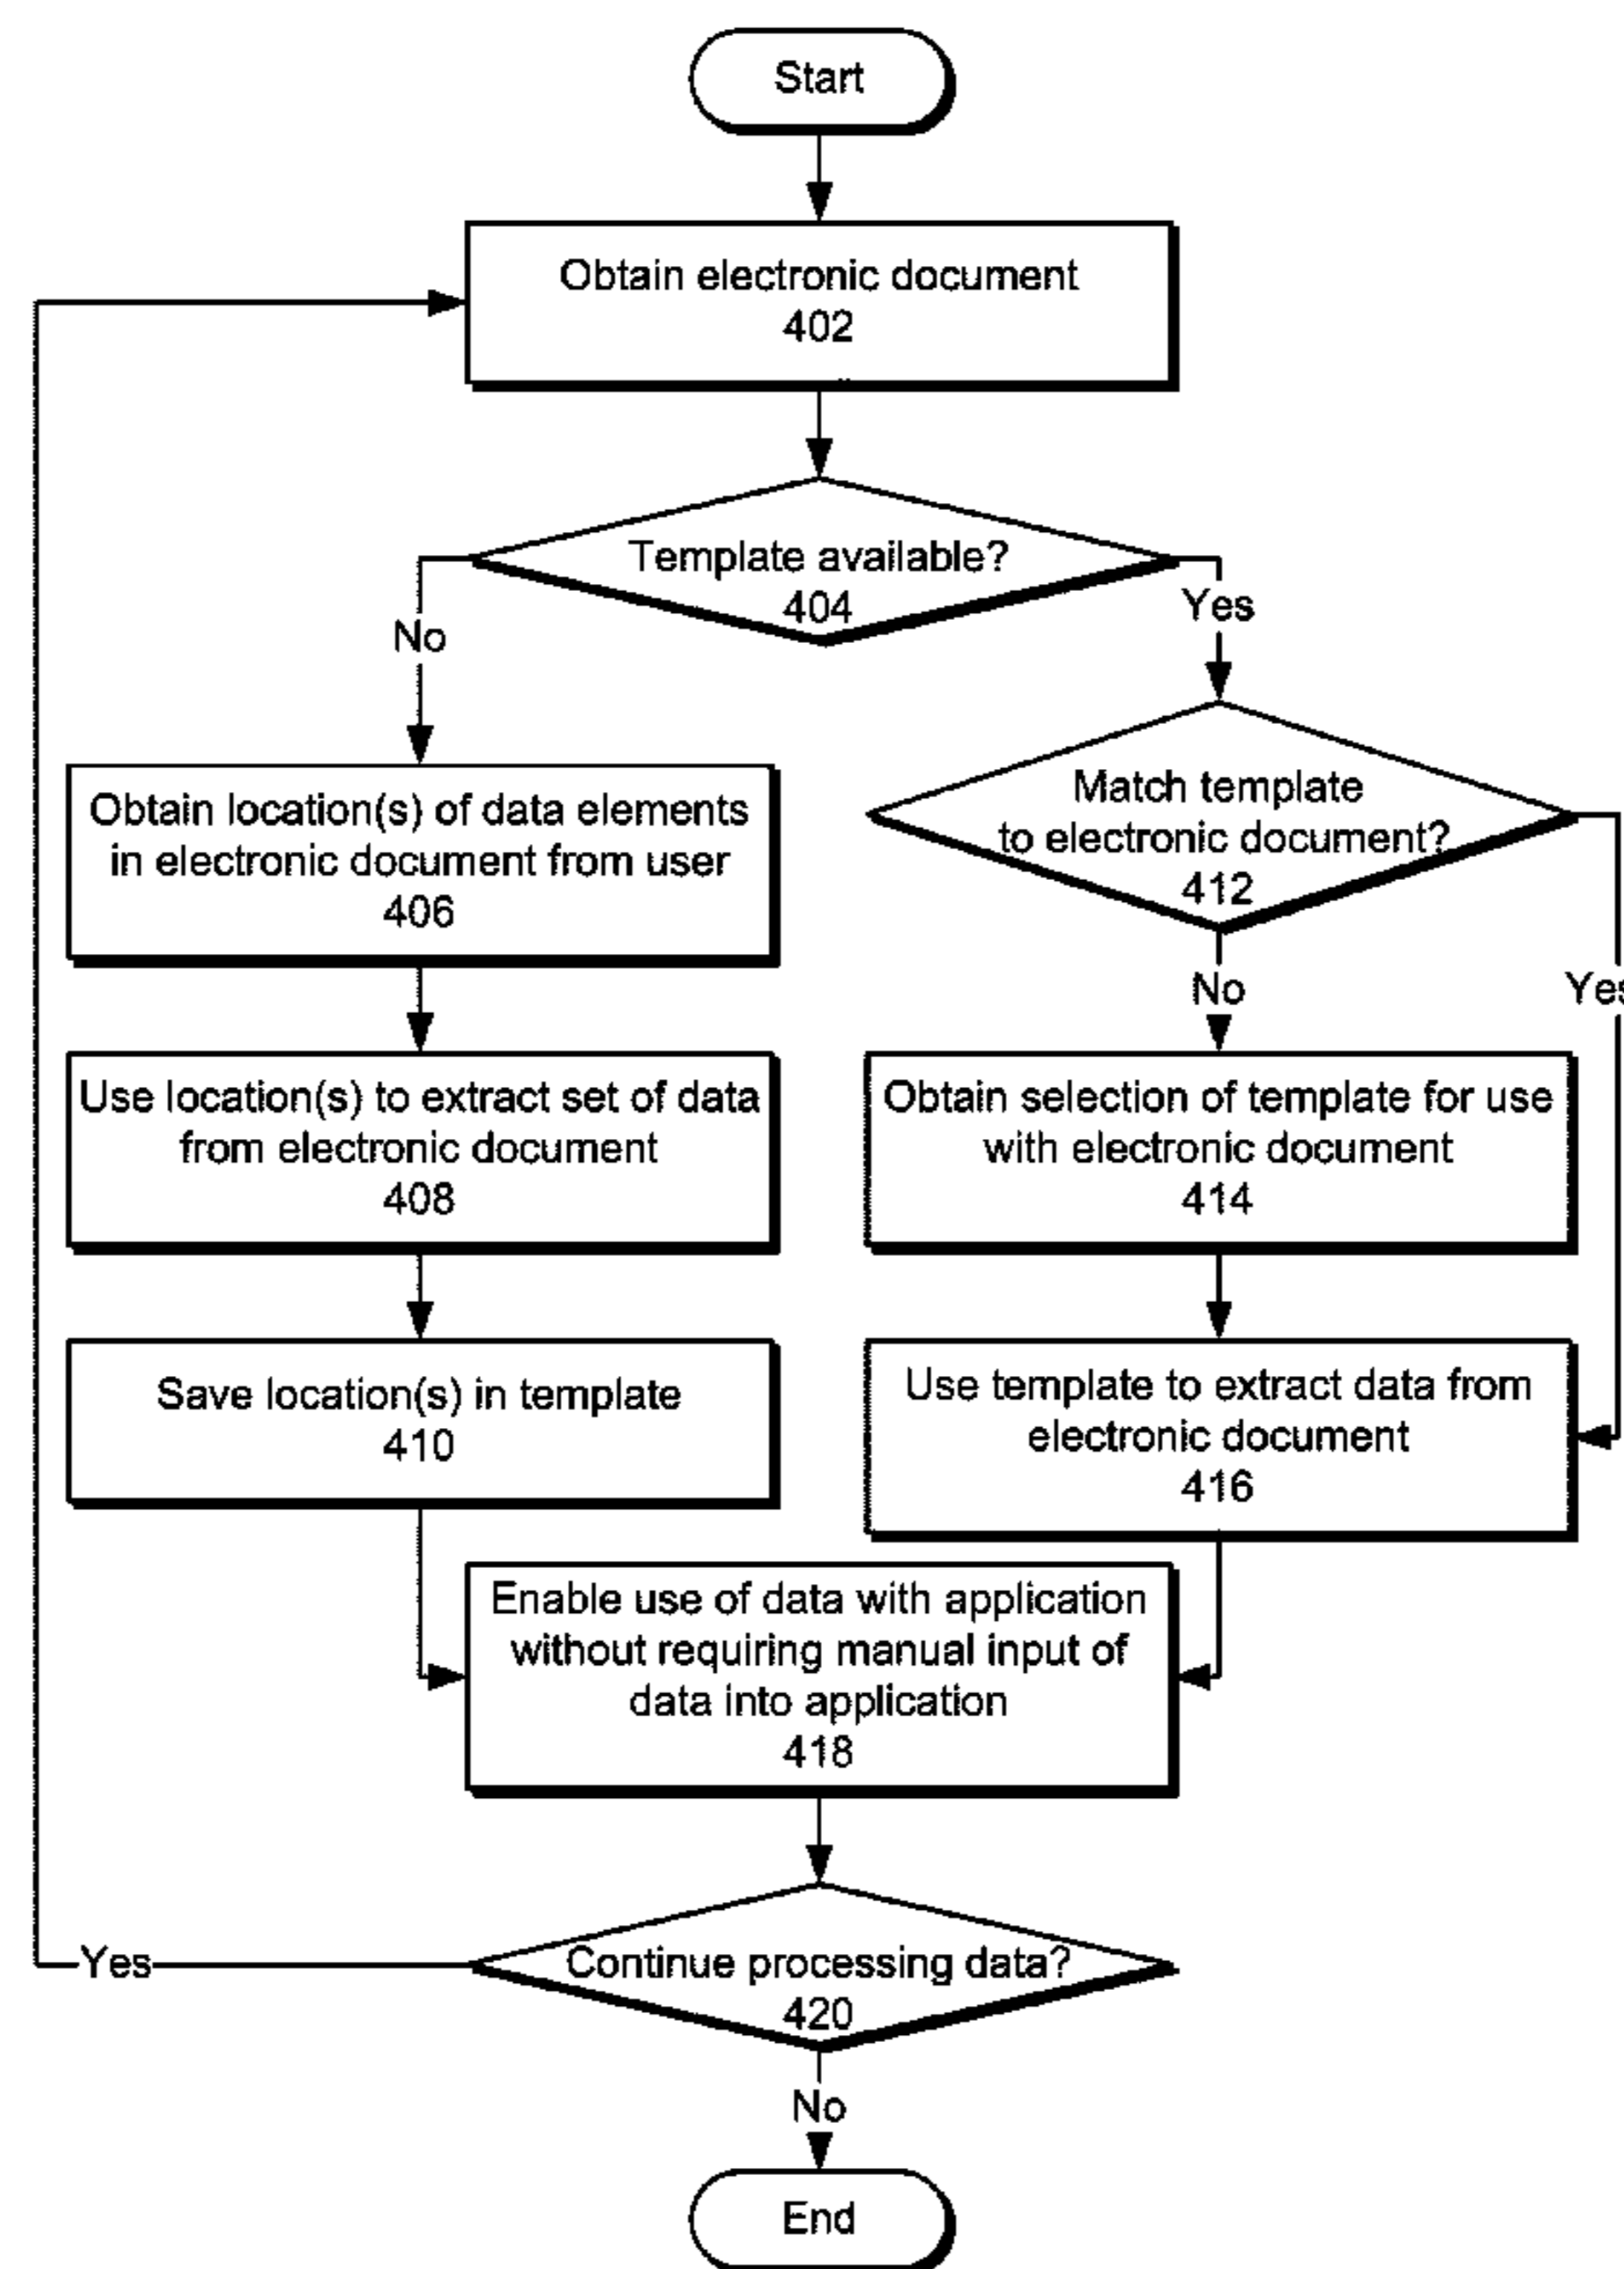 Start
Obtain electronic document
402
Template available?
404
No
Yes
Obtain location(s) of data elements
in electronic document from user
406
Match template
to electronic document?
412
No
Yes
Use location(s) to extract set of data
from electronic document
408
Obtain selection of template for use
with electronic document
414
Save location(s) in template
410
Use template to extract data from
electronic document
416
Enable use of data with application
without requiring manual input of
data into application
418
Continue processing data?
420
Yes
No
End